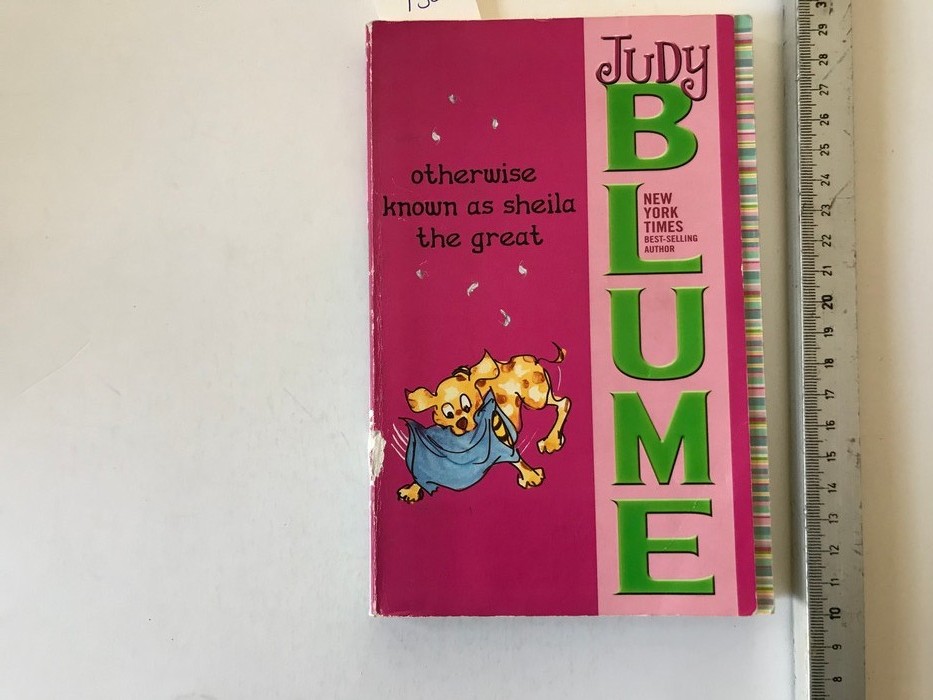 otherwise
known as sheila
the great
JUDY
BLUME
NEW
YORK
TIMES
BEST-SELLING
AUTHOR
29
28
27
26
25
24
23
22
21
20
19
18
17
16
15
14
13
12
11
10
9
8